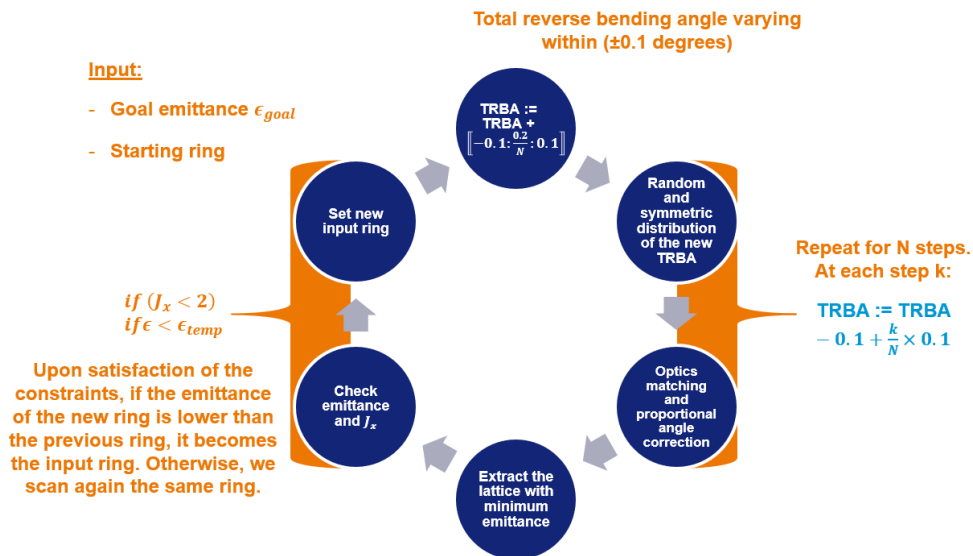 Total reverse bending angle varying
within (±0.1 degrees)
Input:
- Goal emittance ϵ_goal
- Starting ring
TRBA :=
TRBA +
⟦−0.1: 0.2/N : 0.1⟧
Random
and
symmetric
distribution
of the new
TRBA
Repeat for N steps.
At each step k:
TRBA := TRBA
− 0.1 + k/N × 0.1
Optics
matching
and
proportional
angle
correction
Extract the
lattice with
minimum
emittance
Check
emittance
and J_x
Set new
input ring
if (J_x < 2)
ifϵ < ϵ_temp
Upon satisfaction of the
constraints, if the emittance
of the new ring is lower than
the previous ring, it becomes
the input ring. Otherwise, we
scan again the same ring.